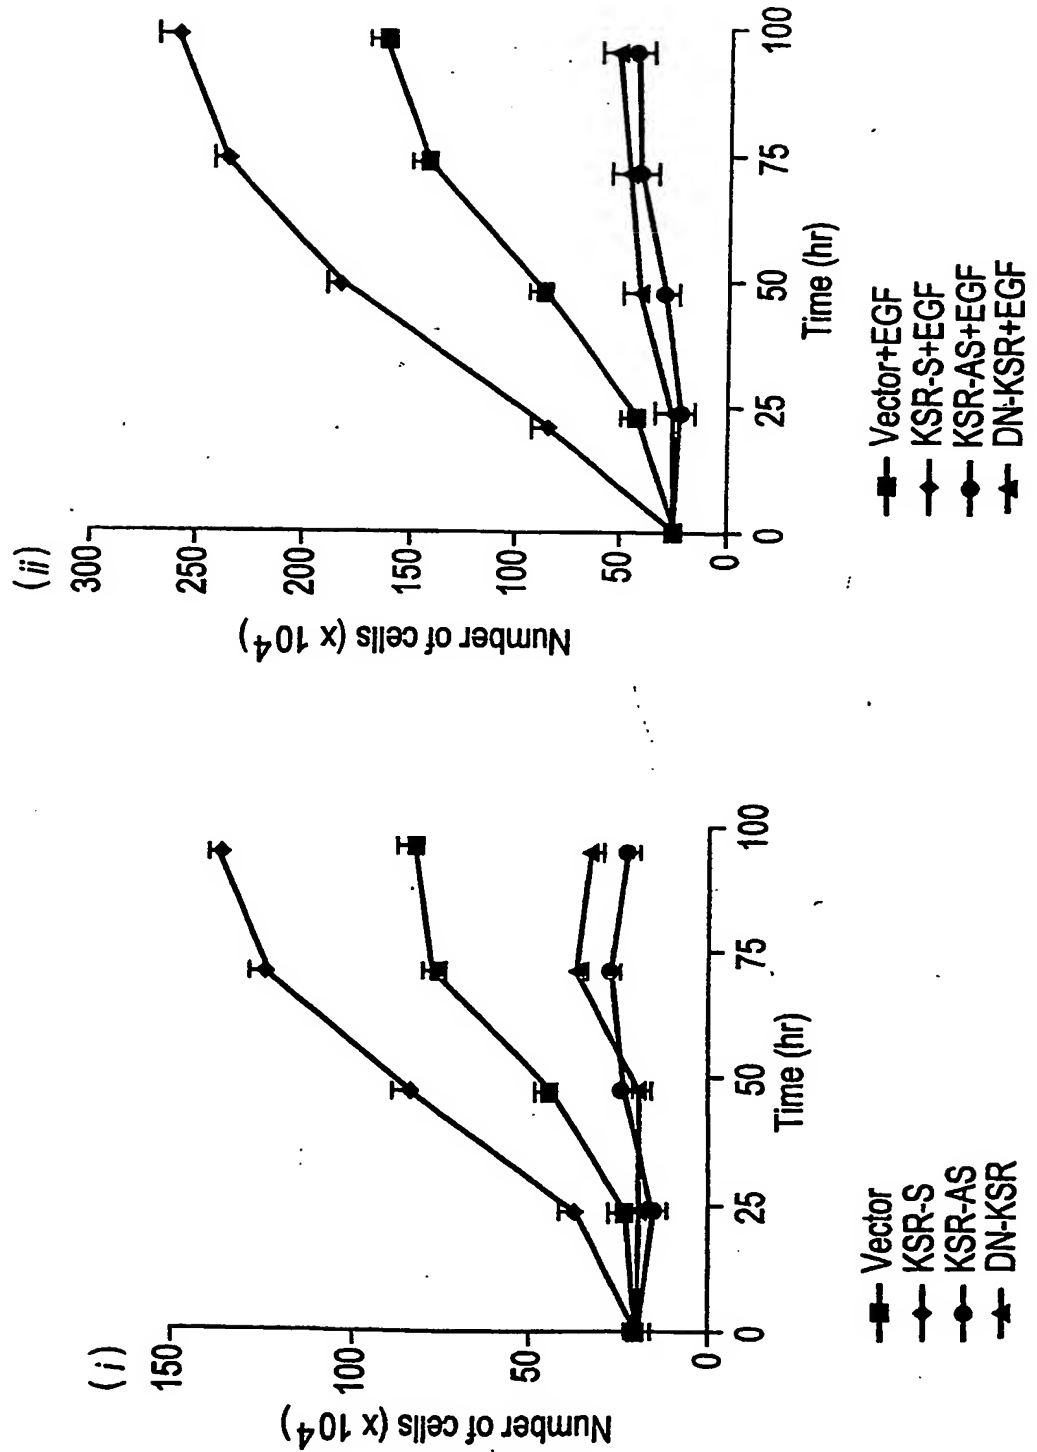 (i)
150
100
50
0
Number of cells (x 10⁴)
0
25
50
75
100
Time (hr)
Vector
KSR-S
KSR-AS
DN-KSR
(ii)
300
250
200
150
100
50
0
Number of cells (x 10⁴)
0
25
50
75
100
Time (hr)
Vector+EGF
KSR-S+EGF
KSR-AS+EGF
DN-KSR+EGF